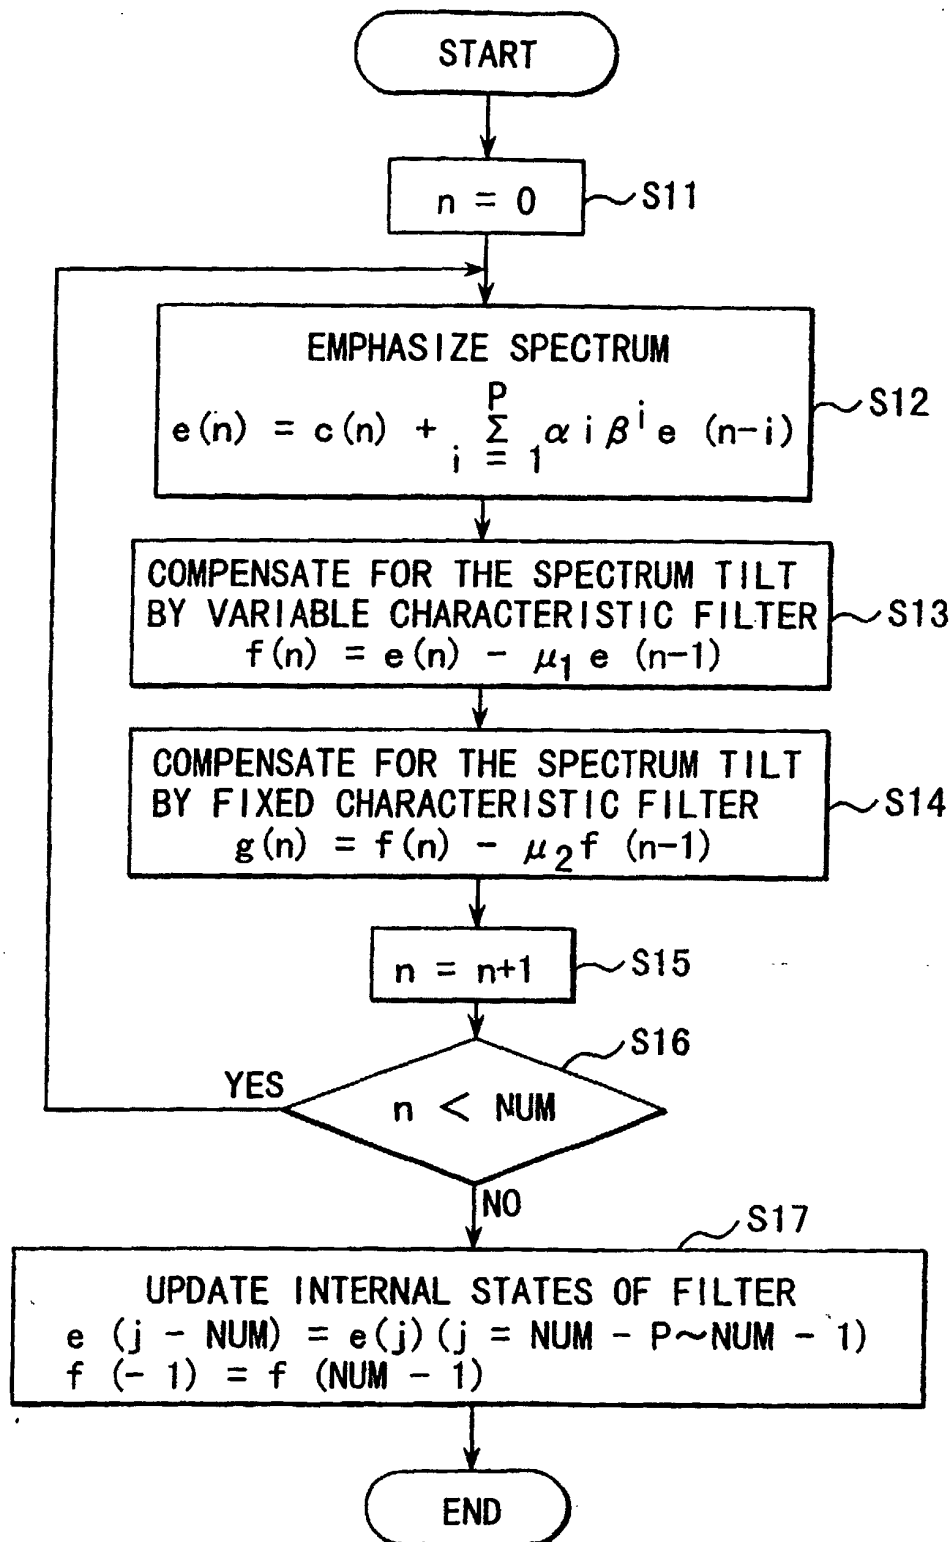 START
n = 0
S11
EMPHASIZE SPECTRUM
e(n) = c(n) + P Σ i = 1 α i β^i e (n-i)
S12
COMPENSATE FOR THE SPECTRUM TILT
BY VARIABLE CHARACTERISTIC FILTER
f(n) = e(n) - μ1 e (n-1)
S13
COMPENSATE FOR THE SPECTRUM TILT
BY FIXED CHARACTERISTIC FILTER
g(n) = f(n) - μ2 f (n-1)
S14
n = n+1
S15
S16
YES
n < NUM
NO
S17
UPDATE INTERNAL STATES OF FILTER
e (j - NUM) = e(j) (j = NUM - P~NUM - 1)
f (- 1) = f (NUM - 1)
END